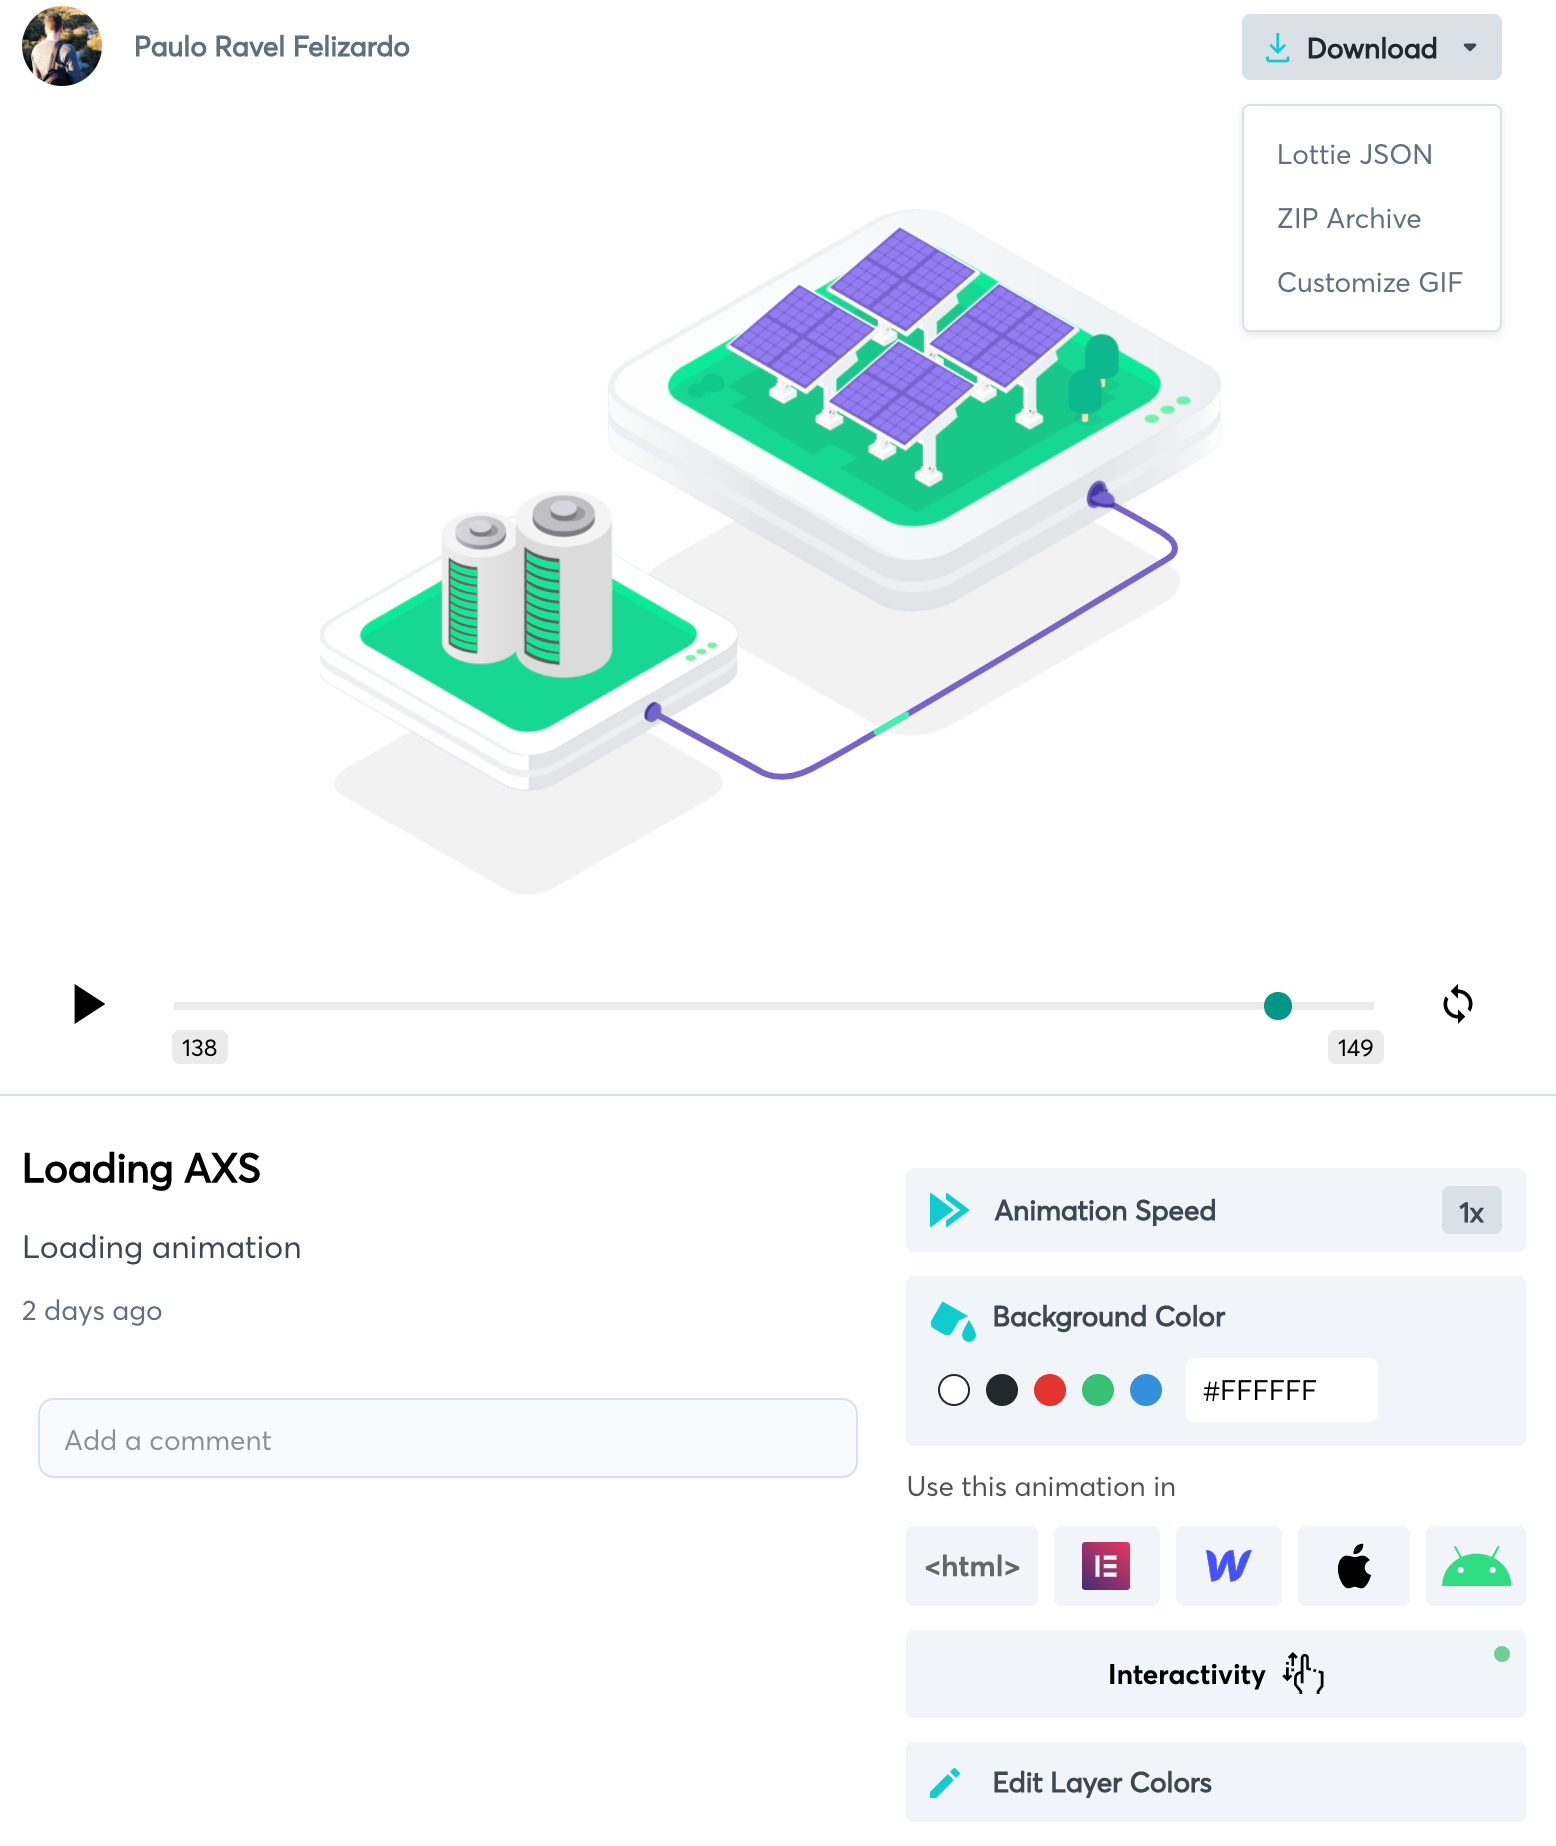 Paulo Ravel Felizardo
Download
Lottie JSON
ZIP Archive
Customize GIF
138
149
Loading AXS
Loading animation
2 days ago
Add a comment
Animation Speed
1x
Background Color
#FFFFFF
Use this animation in
<html>
Interactivity
Edit Layer Colors